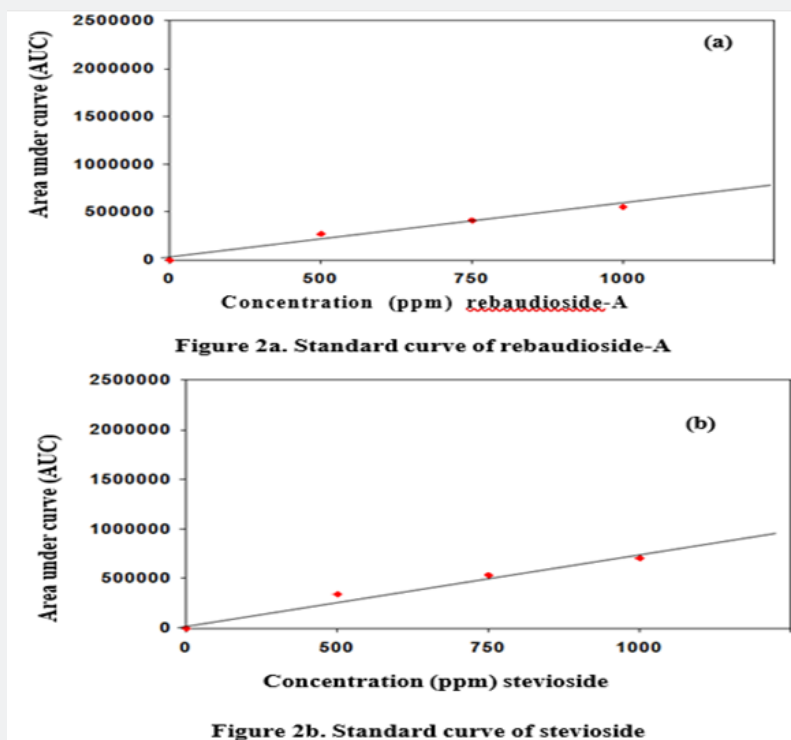 2500000
(a)
2000000
1500000
1000000
500000
0
Area under curve (AUC)
0 500 750 1000
Concentration (ppm) rebaudioside-A
Figure 2a. Standard curve of rebaudioside-A
2500000
(b)
2000000
1500000
1000000
500000
0
Area under curve (AUC)
0 500 750 1000
Concentration (ppm) stevioside
Figure 2b. Standard curve of stevioside